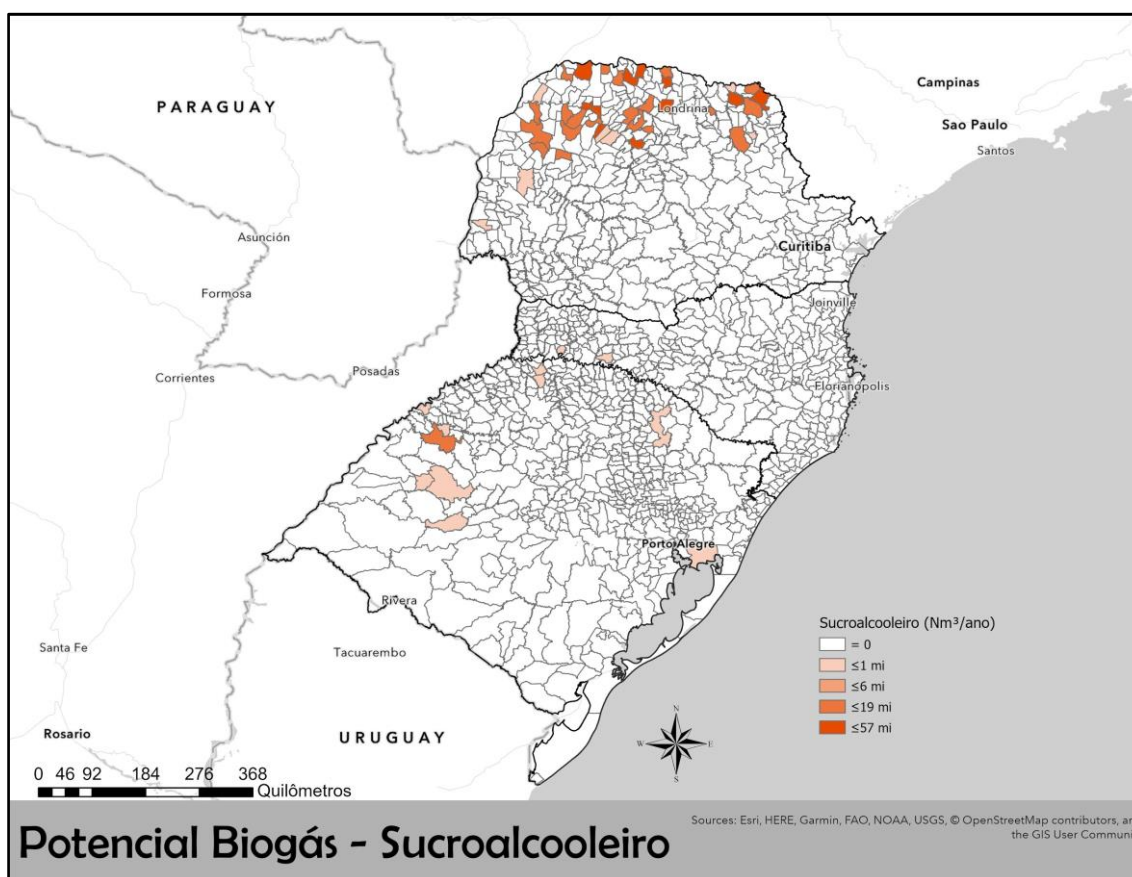 PARAGUAY
Campinas
Londrina
Sao Paulo
Santos
Asunción
Curitiba
Formosa
Joinville
Corrientes
Posadas
Florianópolis
Porto Alegre
Rivera
Santa Fe
Tacuarembo
Rosario
URUGUAY
Sucroalcooleiro (Nm³/ano)
= 0
≤1 mi
≤6 mi
≤19 mi
≤57 mi
N
W E
S
0 46 92 184 276 368
Quilômetros
Potencial Biogás - Sucroalcooleiro
Sources: Esri, HERE, Garmin, FAO, NOAA, USGS, © OpenStreetMap contributors, an
the GIS User Commun